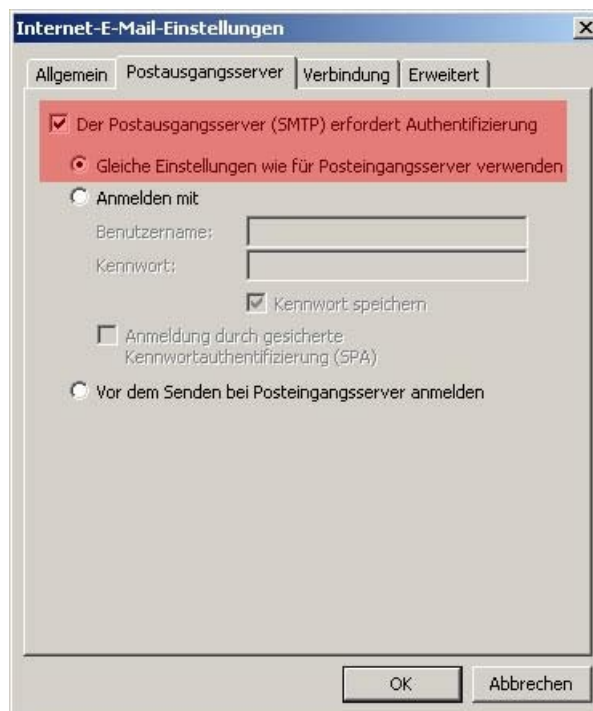 Internet-E-Mail-Einstellungen
Allgemein Postausgangsserver Verbindung Erweitert
Der Postausgangsserver (SMTP) erfordert Authentifizierung
Gleiche Einstellungen wie für Posteingangsserver verwenden
Anmelden mit
Benutzername:
Kennwort:
Kennwort speichern
Anmeldung durch gesicherte
Kennwortauthentifizierung (SPA)
Vor dem Senden bei Posteingangsserver anmelden
OK Abbrechen